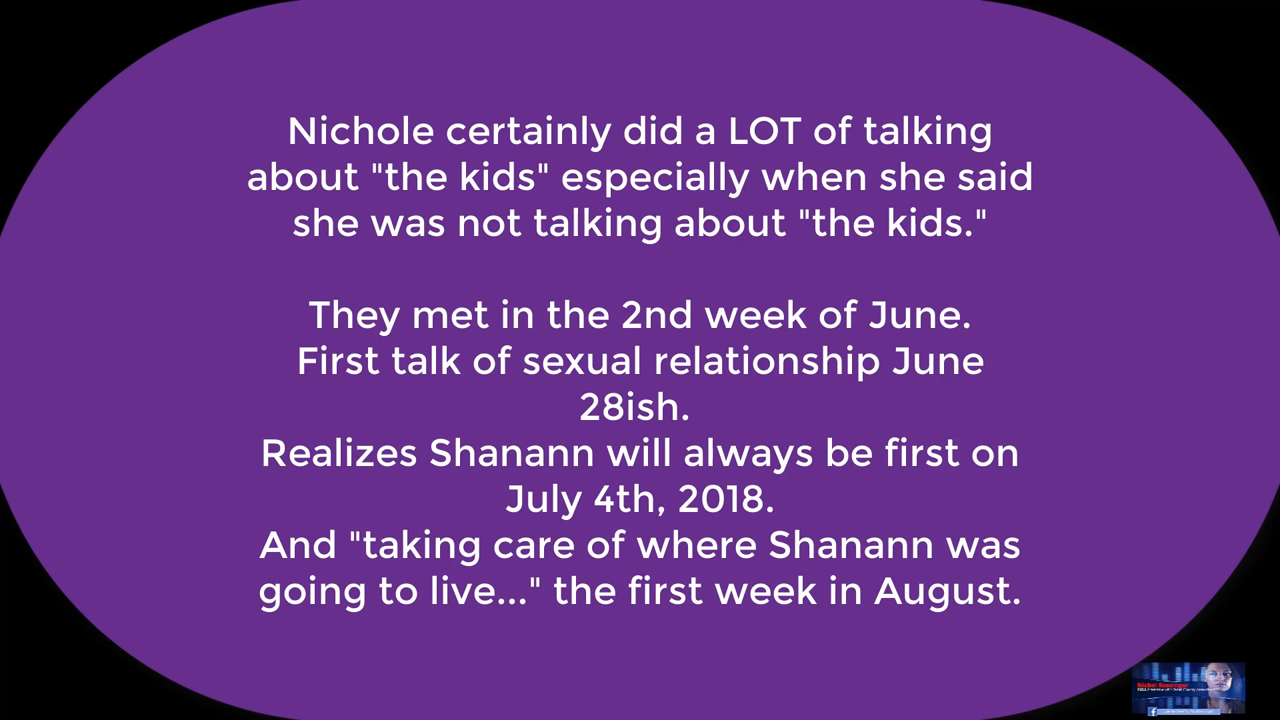 Nichole certainly did a LOT of talking
about "the kids" especially when she said
she was not talking about "the kids."
They met in the 2nd week of June.
First talk of sexual relationship June
28ish.
Realizes Shanann will always be first on
July 4th, 2018.
And "taking care of where Shanann was
going to live..." the first week in August.